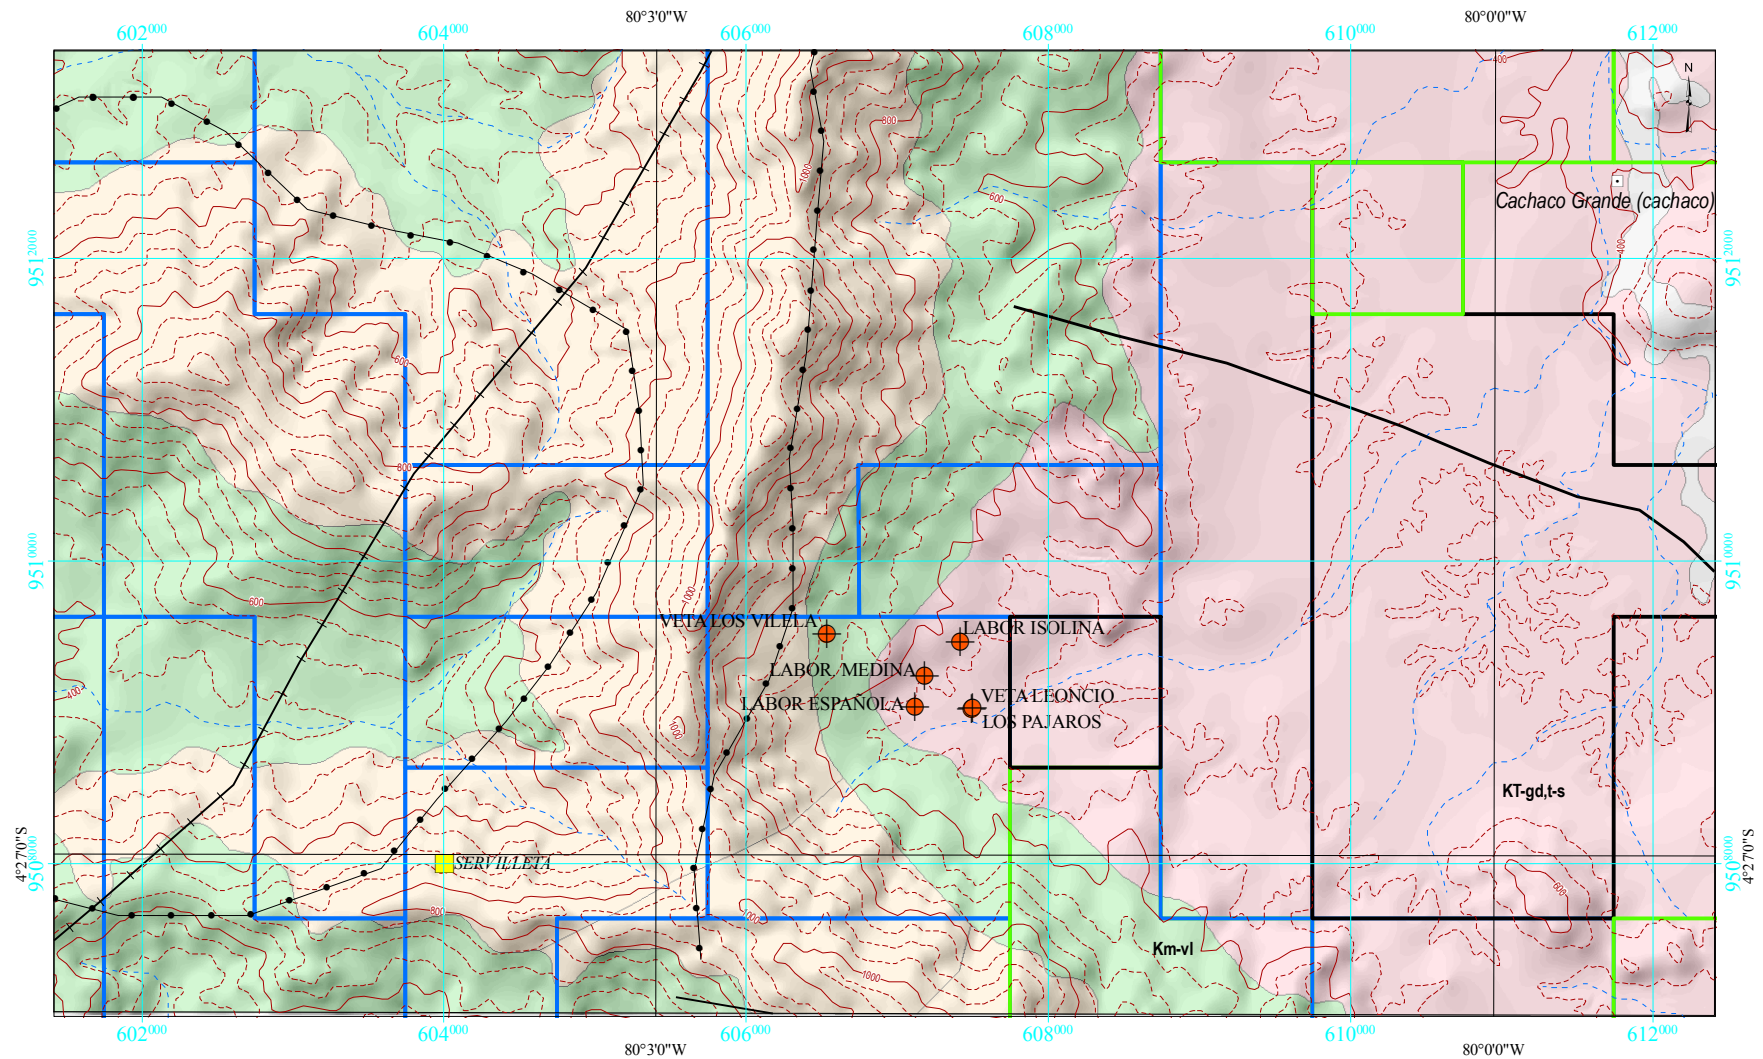 80°3'0"W 80°0'0"W
602000 604000 606000 608000 610000 612000
400
N
800
1000
600
Cachaco Grande (cachaco)
400
9512000 9512000
600
800
9510000 9510000
600
1000
VETA LOS VILELA
LABOR ISOLINA
LABOR. MEDINA
400
VETA LEONCIO
LABOR ESPAÑOLA
LOS PAJAROS
1000
KT-gd,t-s
4°27'0"S 4°27'0"S
9508000 9508000
SERVILLETA
600
800
1000
Km-vl
1000
602000 604000 606000 608000 610000 612000
80°3'0"W 80°0'0"W